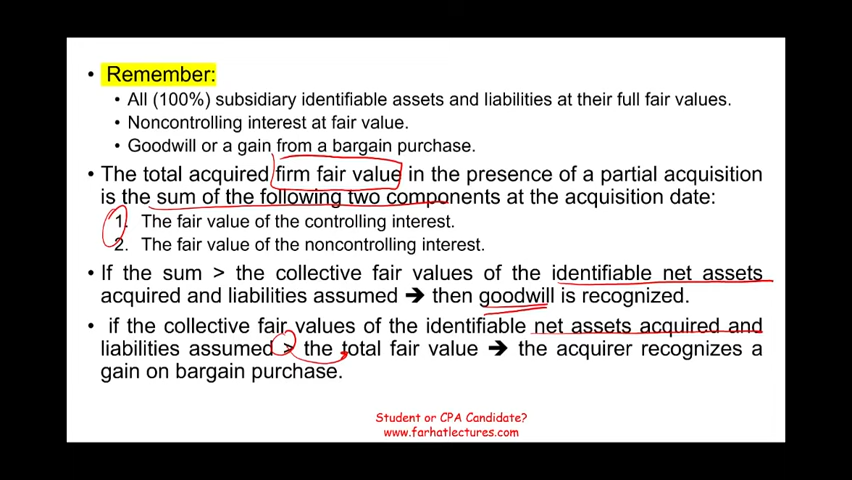 • Remember:
• All (100%) subsidiary identifiable assets and liabilities at their full fair values.
• Noncontrolling interest at fair value.
• Goodwill or a gain from a bargain purchase.
• The total acquired firm fair value in the presence of a partial acquisition
is the sum of the following two components at the acquisition date:
1. The fair value of the controlling interest.
2. The fair value of the noncontrolling interest.
• If the sum > the collective fair values of the identifiable net assets
acquired and liabilities assumed ➔ then goodwill is recognized.
• if the collective fair values of the identifiable net assets acquired and
liabilities assumed > the total fair value ➔ the acquirer recognizes a
gain on bargain purchase.
Student or CPA Candidate?
www.farhatlectures.com